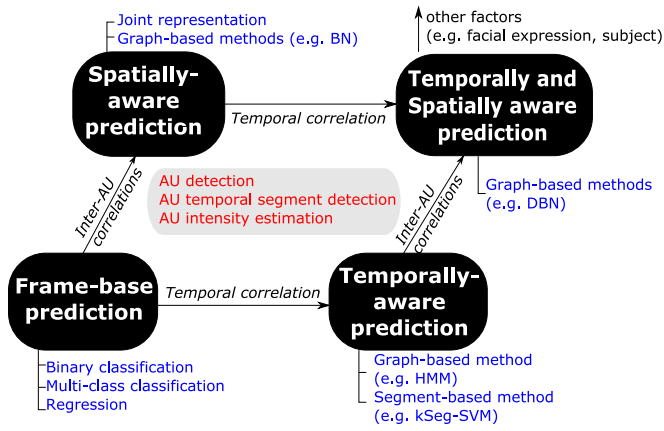 Joint representation
Graph-based methods (e.g. BN)
other factors
(e.g. facial expression, subject)
Spatially-
aware
prediction
Temporal correlation
Temporally and
Spatially aware
prediction
Inter-AU
correlations
AU detection
AU temporal segment detection
AU intensity estimation
Inter-AU
correlations
Graph-based methods
(e.g. DBN)
Frame-base
prediction
Temporal correlation
Temporally-
aware
prediction
Binary classification
Multi-class classification
Regression
Graph-based method
(e.g. HMM)
Segment-based method
(e.g. kSeg-SVM)